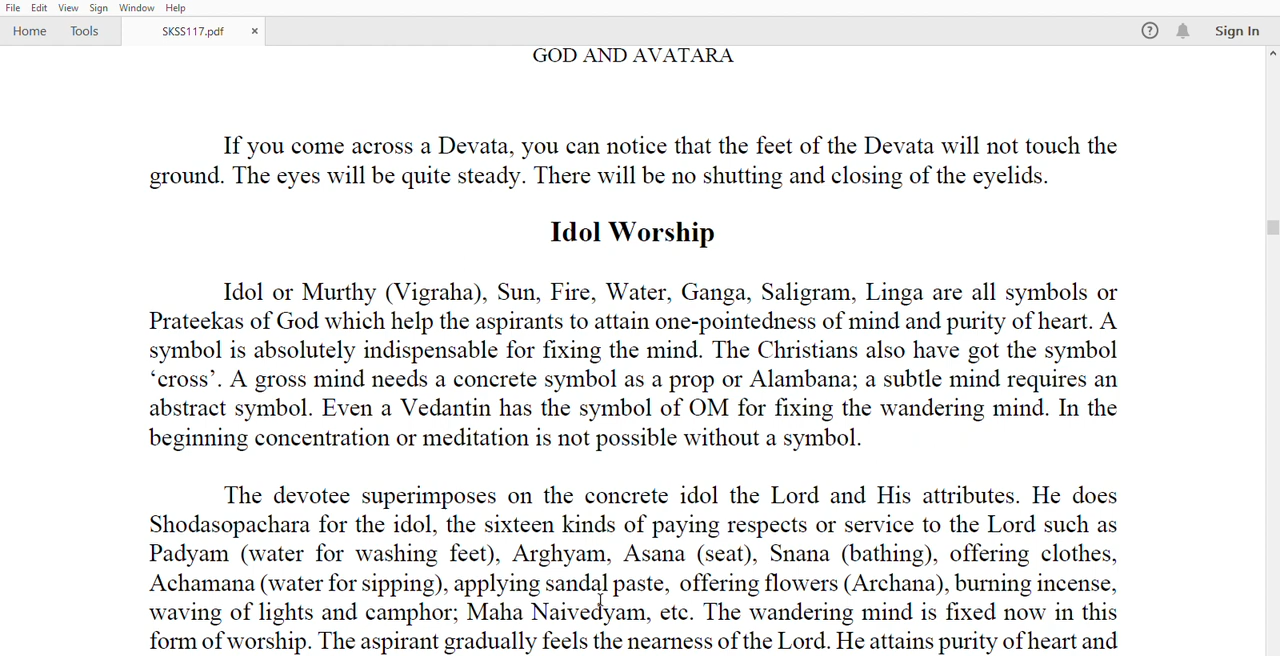 File Edit View Sign Window Help
Home Tools SKSS117.pdf × ? Sign In
GOD AND AVATARA
If you come across a Devata, you can notice that the feet of the Devata will not touch the
ground. The eyes will be quite steady. There will be no shutting and closing of the eyelids.
Idol Worship
Idol or Murthy (Vigraha), Sun, Fire, Water, Ganga, Saligram, Linga are all symbols or
Prateekas of God which help the aspirants to attain one-pointedness of mind and purity of heart. A
symbol is absolutely indispensable for fixing the mind. The Christians also have got the symbol
‘cross’. A gross mind needs a concrete symbol as a prop or Alambana; a subtle mind requires an
abstract symbol. Even a Vedantin has the symbol of OM for fixing the wandering mind. In the
beginning concentration or meditation is not possible without a symbol.
The devotee superimposes on the concrete idol the Lord and His attributes. He does
Shodasopachara for the idol, the sixteen kinds of paying respects or service to the Lord such as
Padyam (water for washing feet), Arghyam, Asana (seat), Snana (bathing), offering clothes,
Achamana (water for sipping), applying sandal paste, offering flowers (Archana), burning incense,
waving of lights and camphor; Maha Naivedyam, etc. The wandering mind is fixed now in this
form of worship. The aspirant gradually feels the nearness of the Lord. He attains purity of heart and